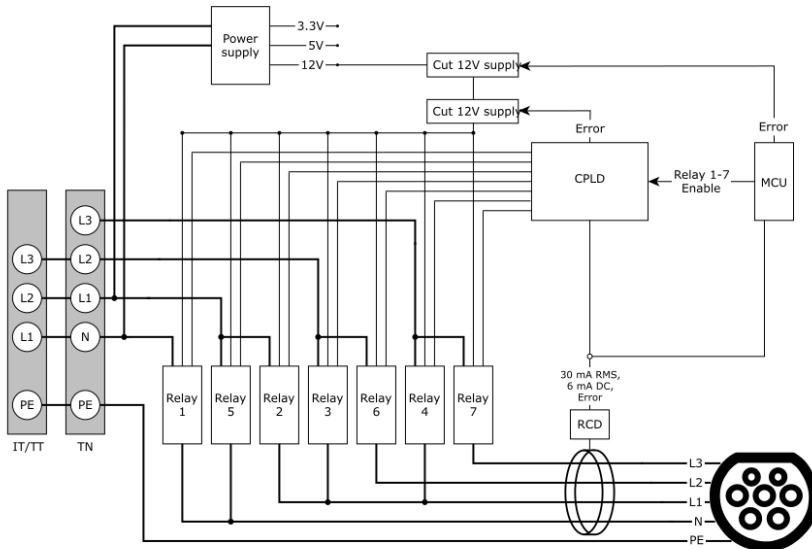 Power
supply
3.3V
5V
12V
Cut 12V supply
Cut 12V supply
Error
Error
CPLD
Relay 1-7
Enable
MCU
L3
L3
L2
L2
L1
L1
N
PE
PE
IT/TT
TN
Relay
1
Relay
5
Relay
2
Relay
3
Relay
6
Relay
4
Relay
7
30 mA RMS,
6 mA DC,
Error
RCD
L3
L2
L1
N
PE